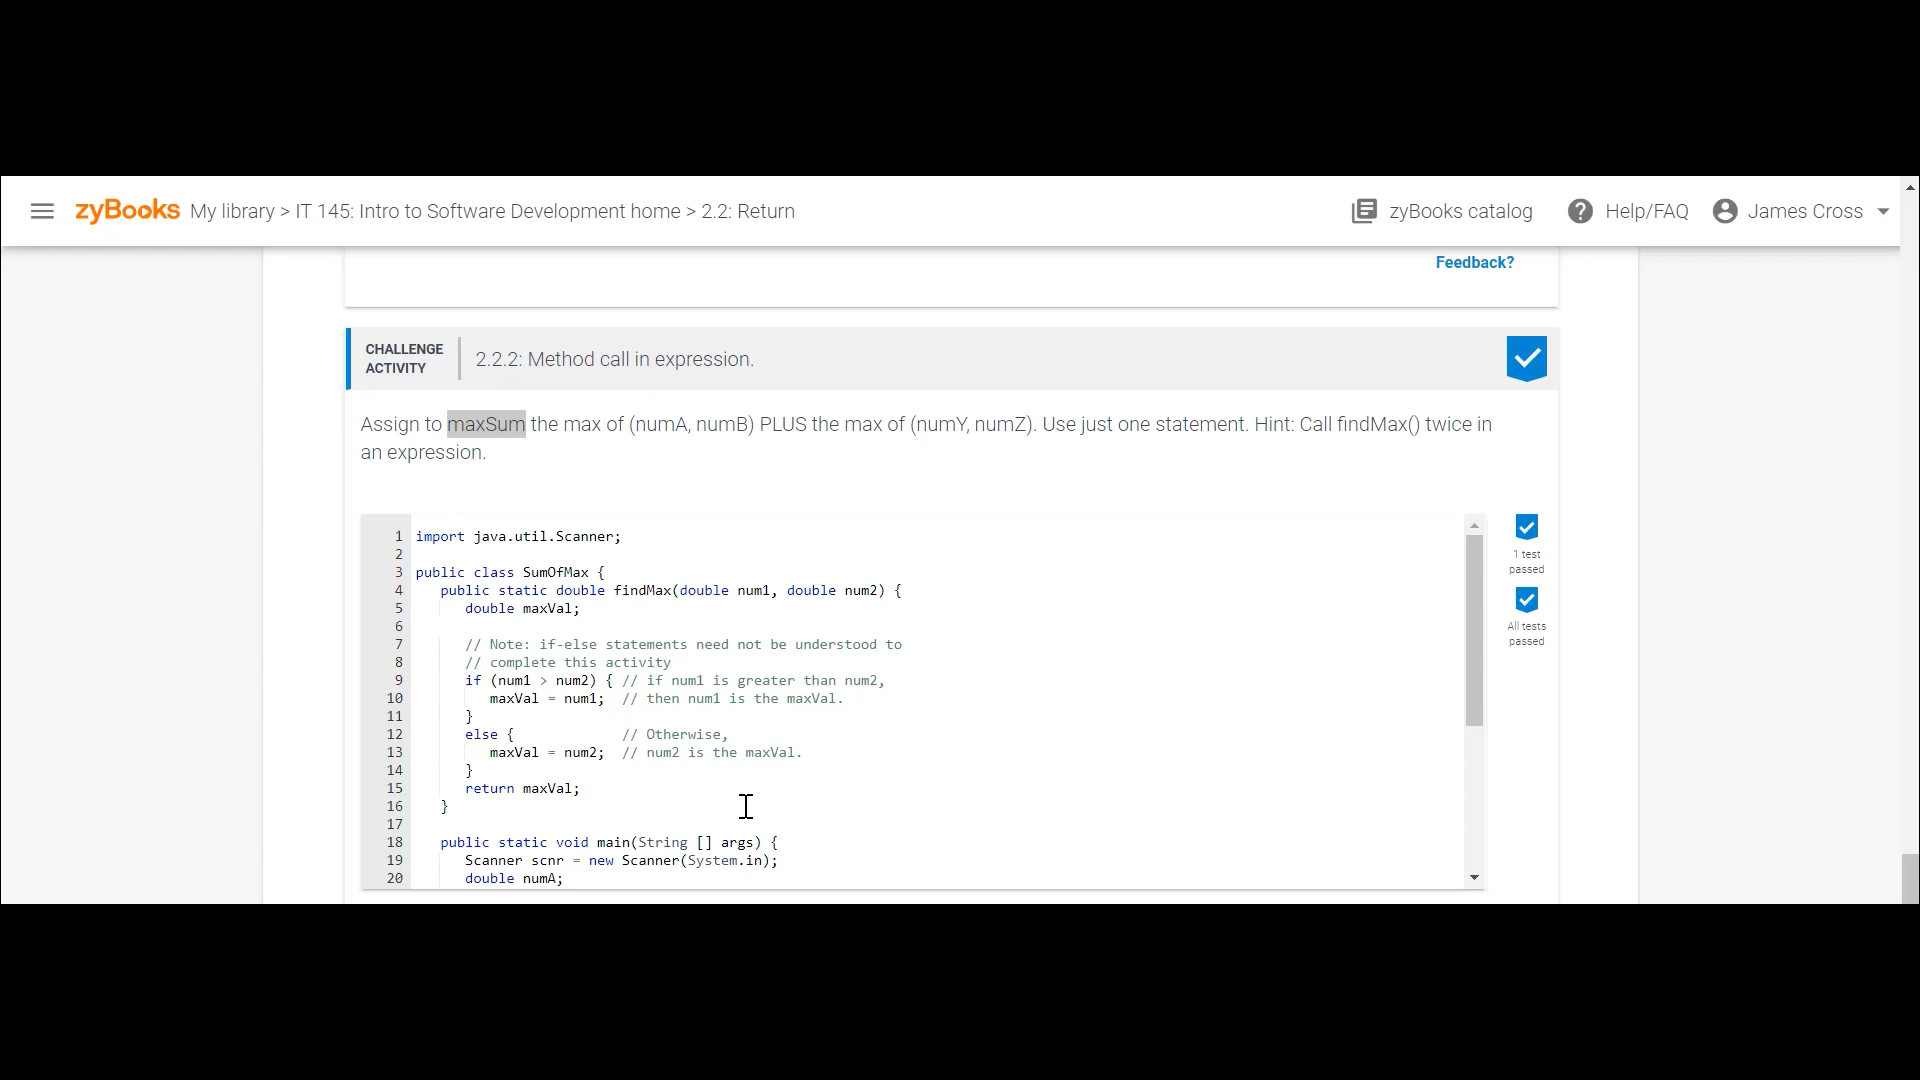 zyBooks My library > IT 145: Intro to Software Development home > 2.2: Return zyBooks catalog ? Help/FAQ James Cross
Feedback?
CHALLENGE
ACTIVITY
2.2.2: Method call in expression.
Assign to maxSum the max of (numA, numB) PLUS the max of (numY, numZ). Use just one statement. Hint: Call findMax() twice in
an expression.
1 import java.util.Scanner;
2
3 public class SumOfMax {
4    public static double findMax(double num1, double num2) {
5       double maxVal;
6
7       // Note: if-else statements need not be understood to
8       // complete this activity
9       if (num1 > num2) { // if num1 is greater than num2,
10         maxVal = num1;  // then num1 is the maxVal.
11      }
12      else {             // Otherwise,
13         maxVal = num2;  // num2 is the maxVal.
14      }
15      return maxVal;
16   }
17
18   public static void main(String [] args) {
19      Scanner scnr = new Scanner(System.in);
20      double numA;
1 test
passed
All tests
passed